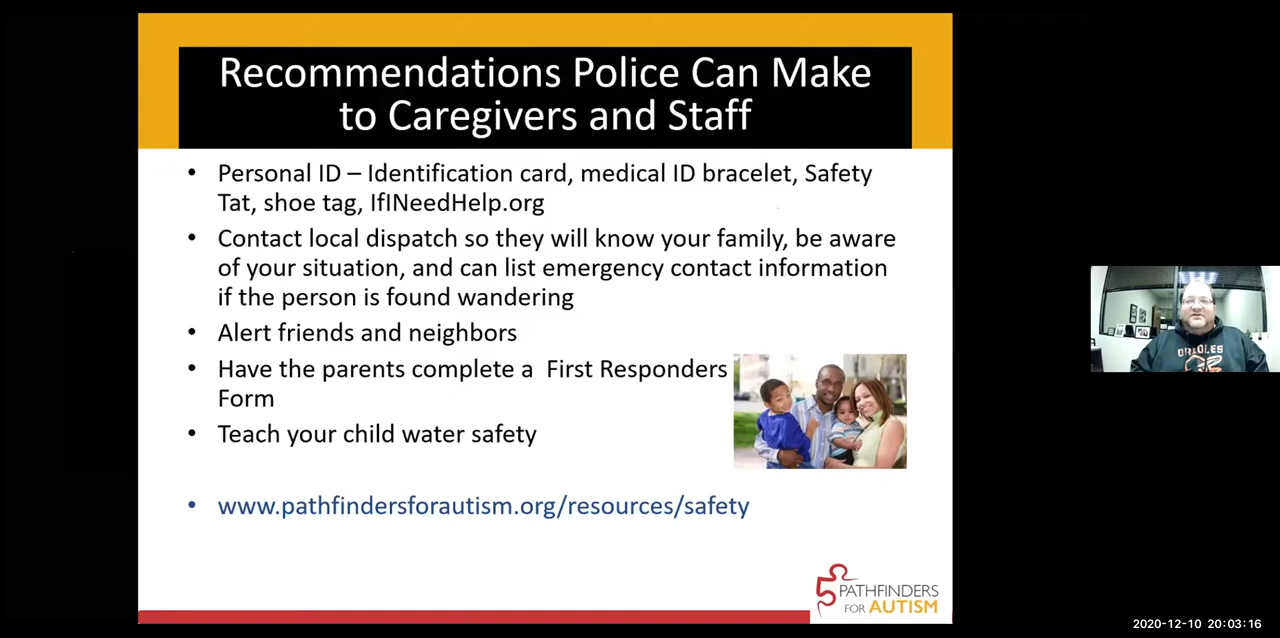 Recommendations Police Can Make
to Caregivers and Staff
• Personal ID – Identification card, medical ID bracelet, Safety
Tat, shoe tag, IfINeedHelp.org
• Contact local dispatch so they will know your family, be aware
of your situation, and can list emergency contact information
if the person is found wandering
• Alert friends and neighbors
• Have the parents complete a  First Responders
Form
• Teach your child water safety
• www.pathfindersforautism.org/resources/safety
PATHFINDERS
FOR AUTISM
ORIOLES
2020-12-10 20:03:16